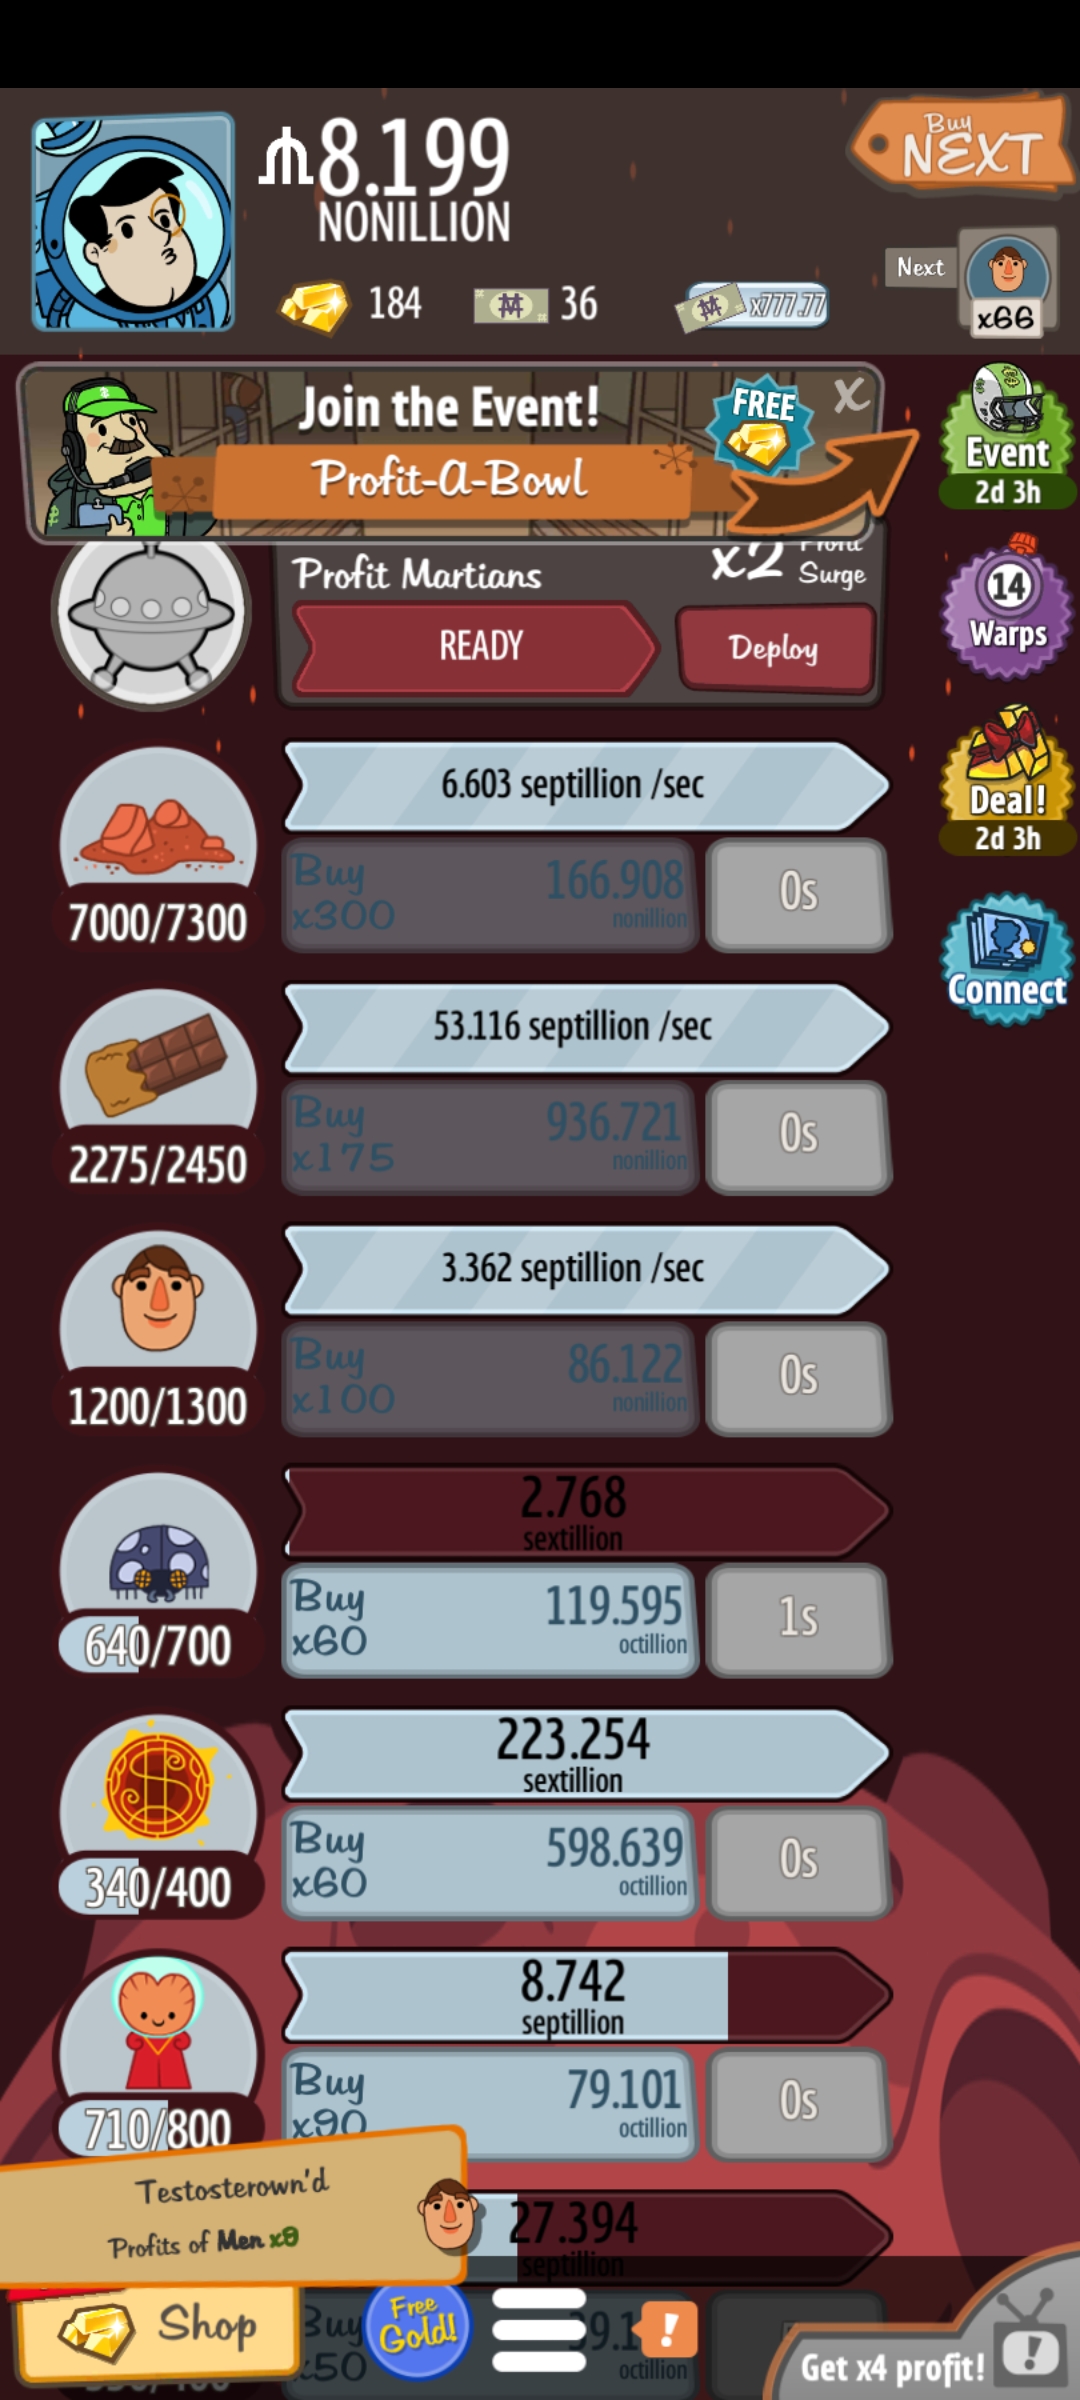 8.199
NONILLION
Buy
NEXT
184
36
x777.77
Next
x66
Join the Event!
FREE
X
Profit-A-Bowl
Event
2d 3h
Profit Martians
x2
Profit
Surge
READY
Deploy
14
Warps
6.603 septillion /sec
Buy
x300
166.908
nonillion
0s
7000/7300
Deal!
2d 3h
53.116 septillion /sec
Buy
x175
936.721
nonillion
0s
2275/2450
Connect
3.362 septillion /sec
Buy
x100
86.122
nonillion
0s
1200/1300
2.768
sextillion
Buy
x60
119.595
octillion
1s
640/700
223.254
sextillion
Buy
x60
598.639
octillion
0s
340/400
8.742
septillion
Buy
x90
79.101
octillion
0s
710/800
Testosterown'd
Profits of Men x9
27.394
septillion
Shop
Free
Gold!
Buy
x50
octillion
!
Get x4 profit!
!